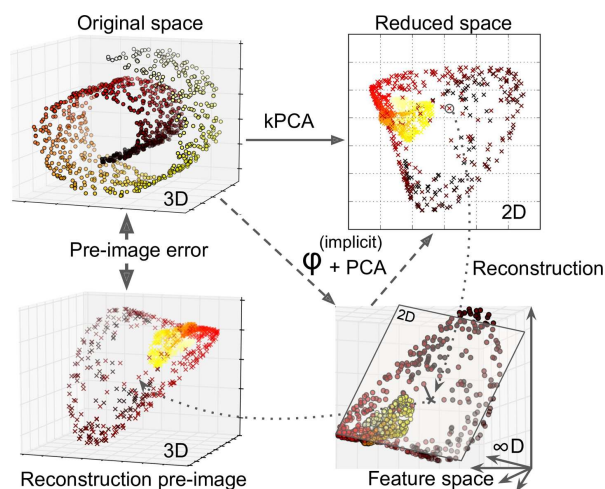 Original space
Reduced space
kPCA
3D
2D
Pre-image error
φ (implicit)
+ PCA
Reconstruction
2D
3D
∞D
Reconstruction pre-image
Feature space